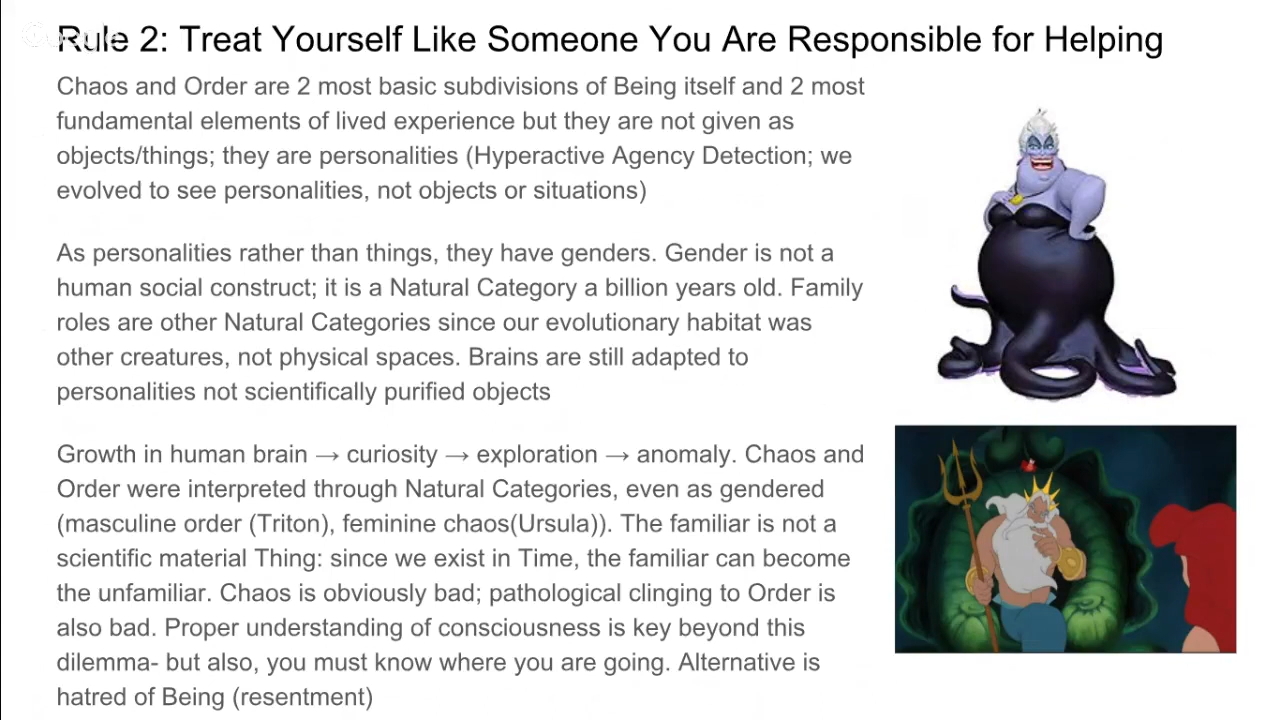 Rule 2: Treat Yourself Like Someone You Are Responsible for Helping
Chaos and Order are 2 most basic subdivisions of Being itself and 2 most
fundamental elements of lived experience but they are not given as
objects/things; they are personalities (Hyperactive Agency Detection; we
evolved to see personalities, not objects or situations)
As personalities rather than things, they have genders. Gender is not a
human social construct; it is a Natural Category a billion years old. Family
roles are other Natural Categories since our evolutionary habitat was
other creatures, not physical spaces. Brains are still adapted to
personalities not scientifically purified objects
Growth in human brain → curiosity → exploration → anomaly. Chaos and
Order were interpreted through Natural Categories, even as gendered
(masculine order (Triton), feminine chaos(Ursula)). The familiar is not a
scientific material Thing: since we exist in Time, the familiar can become
the unfamiliar. Chaos is obviously bad; pathological clinging to Order is
also bad. Proper understanding of consciousness is key beyond this
dilemma- but also, you must know where you are going. Alternative is
hatred of Being (resentment)